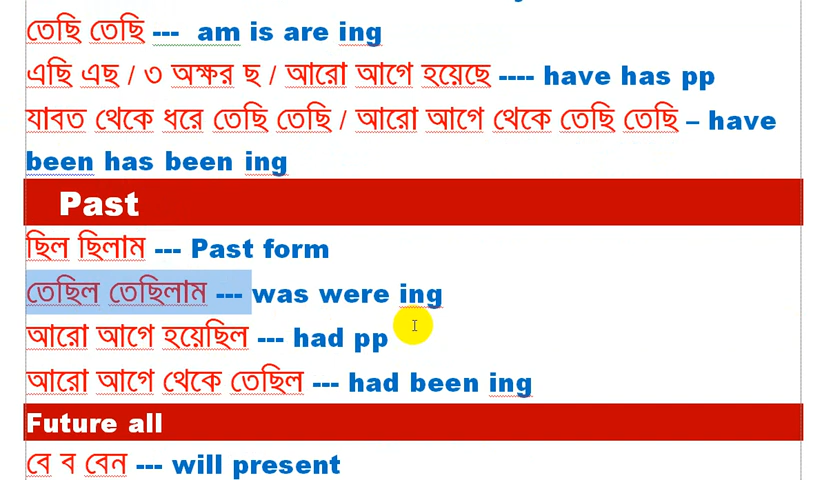 তেছি তেছি --- am is are ing
এছি এছ / ৩ অক্ষর ছ / আরো আগে হয়েছে ---- have has pp
যাবত থেকে ধরে তেছি তেছি / আরো আগে থেকে তেছি তেছি – have
been has been ing
Past
ছিল ছিলাম --- Past form
তেছিল তেছিলাম --- was were ing
আরো আগে হয়েছিল --- had pp
আরো আগে থেকে তেছিল --- had been ing
Future all
বে ব বেন --- will present